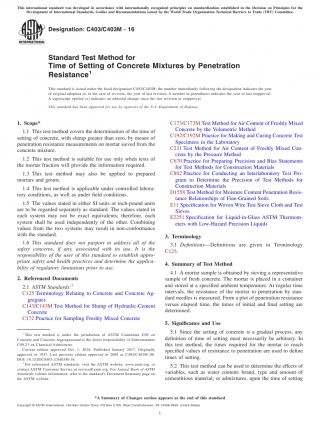 This international standard was developed in accordance with internationally recognized principles on standardization established in the Decision on Principles for the
Development of International Standards, Guides and Recommendations issued by the World Trade Organization Technical Barriers to Trade (TBT) Committee.
Designation: C403/C403M − 16
Standard Test Method for
Time of Setting of Concrete Mixtures by Penetration
Resistance1
This standard is issued under the fixed designation C403/C403M; the number immediately following the designation indicates the year
of original adoption or, in the case of revision, the year of last revision. A number in parentheses indicates the year of last reapproval.
A superscript epsilon (ε) indicates an editorial change since the last revision or reapproval.
This standard has been approved for use by agencies of the U.S. Department of Defense.
1. Scope*
1.1 This test method covers the determination of the time of
setting of concrete, with slump greater than zero, by means of
penetration resistance measurements on mortar sieved from the
concrete mixture.
1.2 This test method is suitable for use only when tests of
the mortar fraction will provide the information required.
1.3 This test method may also be applied to prepared
mortars and grouts.
1.4 This test method is applicable under controlled labora-
tory conditions, as well as under field conditions.
1.5 The values stated in either SI units or inch-pound units
are to be regarded separately as standard. The values stated in
each system may not be exact equivalents; therefore, each
system shall be used independently of the other. Combining
values from the two systems may result in non-conformance
with the standard.
1.6 This standard does not purport to address all of the
safety concerns, if any, associated with its use. It is the
responsibility of the user of this standard to establish appro-
priate safety and health practices and determine the applica-
bility of regulatory limitations prior to use.
2. Referenced Documents
2.1 ASTM Standards:2
C125 Terminology Relating to Concrete and Concrete Ag-
gregates
C143/C143M Test Method for Slump of Hydraulic-Cement
Concrete
C172 Practice for Sampling Freshly Mixed Concrete
1 This test method is under the jurisdiction of ASTM Committee C09 on
Concrete and Concrete Aggregates and is the direct responsibility of Subcommittee
C09.23 on Chemical Admixtures.
Current edition approved Oct. 1, 2016. Published January 2017. Originally
approved in 1957. Last previous edition approved in 2008 as C403/C403M–08.
DOI: 10.1520/C0403_C0403M-16.
2 For referenced ASTM standards, visit the ASTM website, www.astm.org, or
contact ASTM Customer Service at service@astm.org. For Annual Book of ASTM
Standards volume information, refer to the standard's Document Summary page on
the ASTM website.
C173/C173M Test Method for Air Content of Freshly Mixed
Concrete by the Volumetric Method
C192/C192M Practice for Making and Curing Concrete Test
Specimens in the Laboratory
C231 Test Method for Air Content of Freshly Mixed Con-
crete by the Pressure Method
C670 Practice for Preparing Precision and Bias Statements
for Test Methods for Construction Materials
C802 Practice for Conducting an Interlaboratory Test Pro-
gram to Determine the Precision of Test Methods for
Construction Materials
D1558 Test Method for Moisture Content Penetration Resis-
tance Relationships of Fine-Grained Soils
E11 Specification for Woven Wire Test Sieve Cloth and Test
Sieves
E2251 Specification for Liquid-in-Glass ASTM Thermom-
eters with Low-Hazard Precision Liquids
3. Terminology
3.1 Definitions—Definitions are given in Terminology
C125.
4. Summary of Test Method
4.1 A mortar sample is obtained by sieving a representative
sample of fresh concrete. The mortar is placed in a container
and stored at a specified ambient temperature. At regular time
intervals, the resistance of the mortar to penetration by stan-
dard needles is measured. From a plot of penetration resistance
versus elapsed time, the times of initial and final setting are
determined.
5. Significance and Use
5.1 Since the setting of concrete is a gradual process, any
definition of time of setting must necessarily be arbitrary. In
this test method, the times required for the mortar to reach
specified values of resistance to penetration are used to define
times of setting.
5.2 This test method can be used to determine the effects of
variables, such as water content; brand, type and amount of
cementitious material; or admixtures, upon the time of setting
*A Summary of Changes section appears at the end of this standard
Copyright © ASTM International, 100 Barr Harbor Drive, PO Box C700, West Conshohocken, PA 19428-2959. United States
1